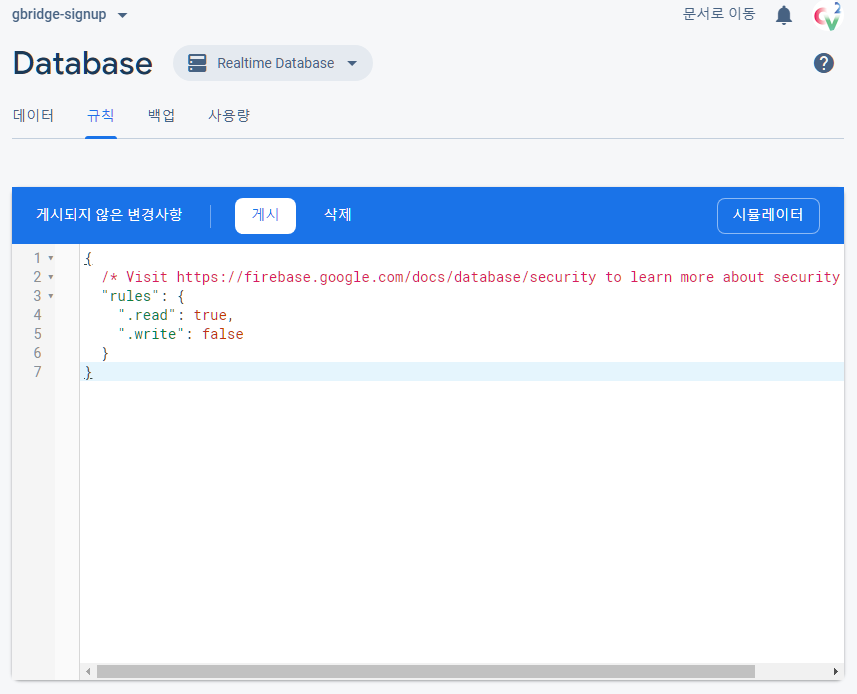 gbridge-signup
문서로 이동
Database
Realtime Database
데이터 규칙 백업 사용량
게시되지 않은 변경사항 게시 삭제 시뮬레이터
1 {
2 /* Visit https://firebase.google.com/docs/database/security to learn more about security
3 "rules": {
4 ".read": true,
5 ".write": false
6 }
7 }